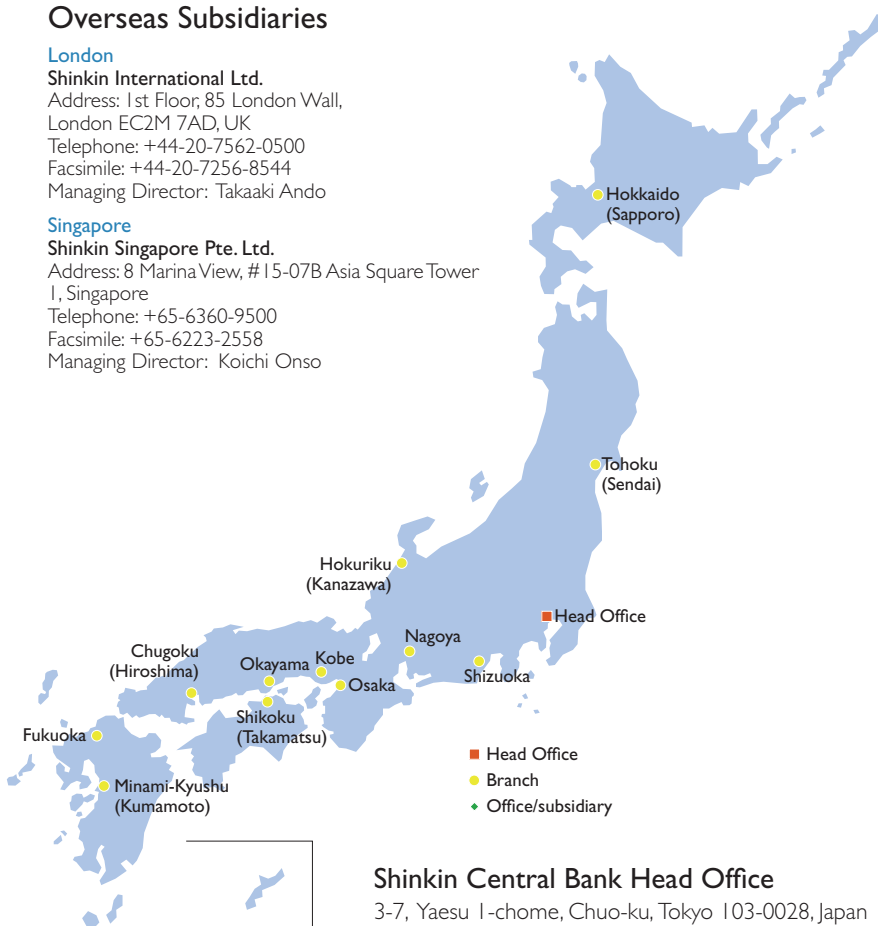 Overseas Subsidiaries
London
Shinkin International Ltd.
Address: 1st Floor, 85 London Wall,
London EC2M 7AD, UK
Telephone: +44-20-7562-0500
Facsimile: +44-20-7256-8544
Managing Director: Takaaki Ando
Singapore
Shinkin Singapore Pte. Ltd.
Address: 8 Marina View, #15-07B Asia Square Tower
1, Singapore
Telephone: +65-6360-9500
Facsimile: +65-6223-2558
Managing Director: Koichi Onso
Hokkaido
(Sapporo)
Tohoku
(Sendai)
Hokuriku
(Kanazawa)
Head Office
Nagoya
Shizuoka
Chugoku
(Hiroshima)
Okayama
Kobe
Osaka
Shikoku
(Takamatsu)
Fukuoka
Minami-Kyushu
(Kumamoto)
Head Office
Branch
Office/subsidiary
Shinkin Central Bank Head Office
3-7, Yaesu 1-chome, Chuo-ku, Tokyo 103-0028, Japan